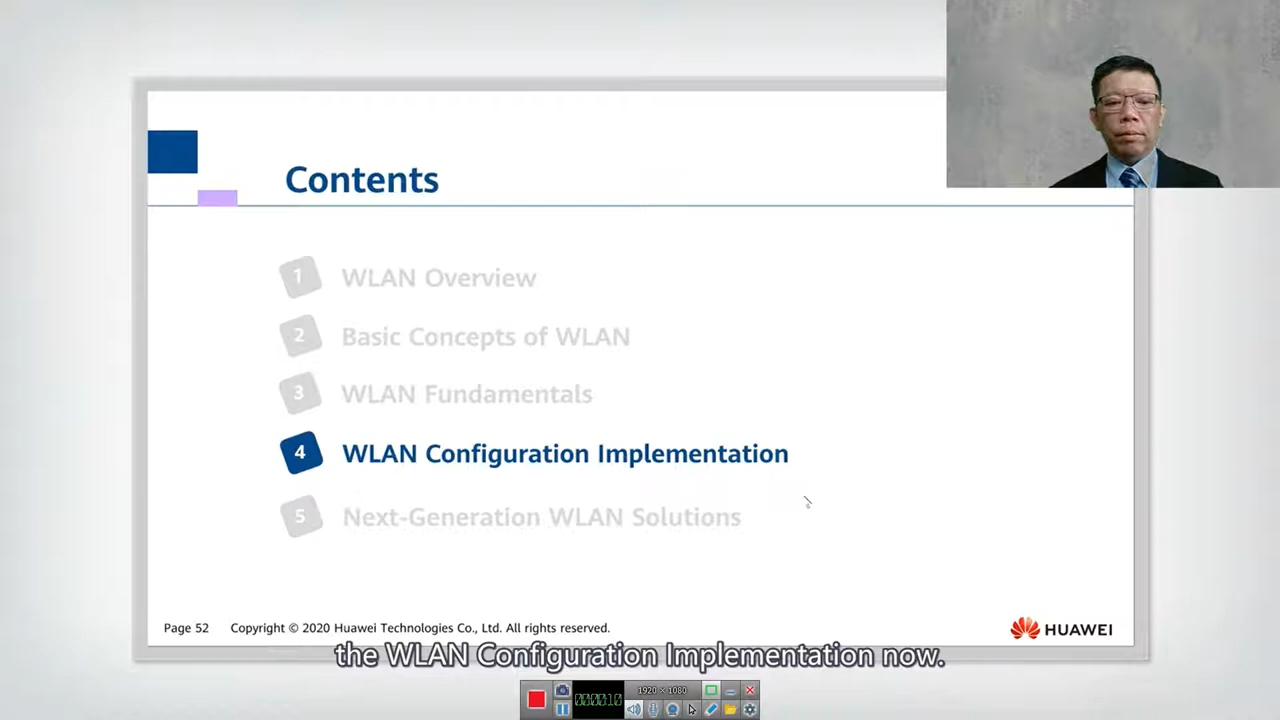 Contents
1
WLAN Overview
2
Basic Concepts of WLAN
3
WLAN Fundamentals
4
WLAN Configuration Implementation
5
Next-Generation WLAN Solutions
Page 52 Copyright © 2020 Huawei Technologies Co., Ltd. All rights reserved.
HUAWEI
the WLAN Configuration Implementation now.
1920 × 1080